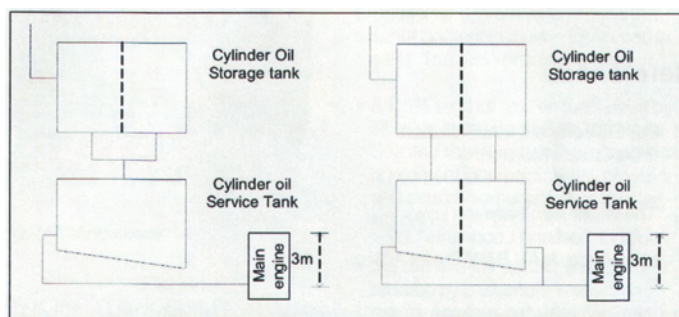 Cylinder Oil
Storage tank
Cylinder oil
Service Tank
Main
engine
3m
Cylinder Oil
Storage tank
Cylinder oil
Service Tank
Main
engine
3m